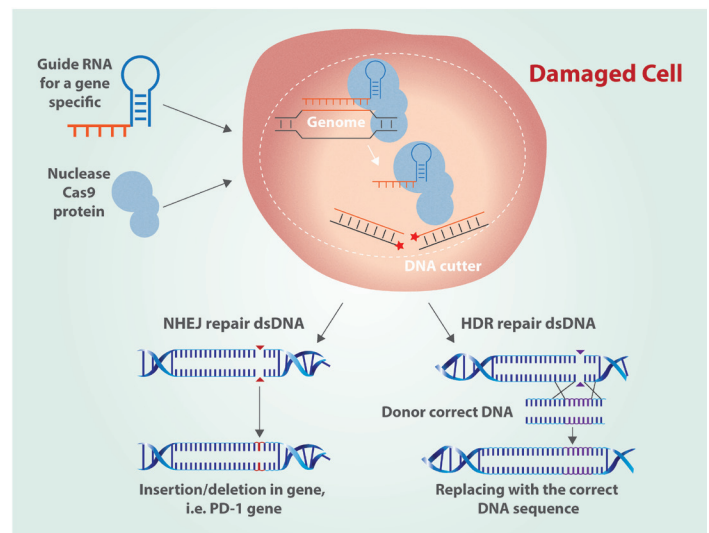 Guide RNA
for a gene
specific
Damaged Cell
Genome
Nuclease
Cas9
protein
DNA cutter
NHEJ repair dsDNA
HDR repair dsDNA
Donor correct DNA
Insertion/deletion in gene,
i.e. PD-1 gene
Replacing with the correct
DNA sequence